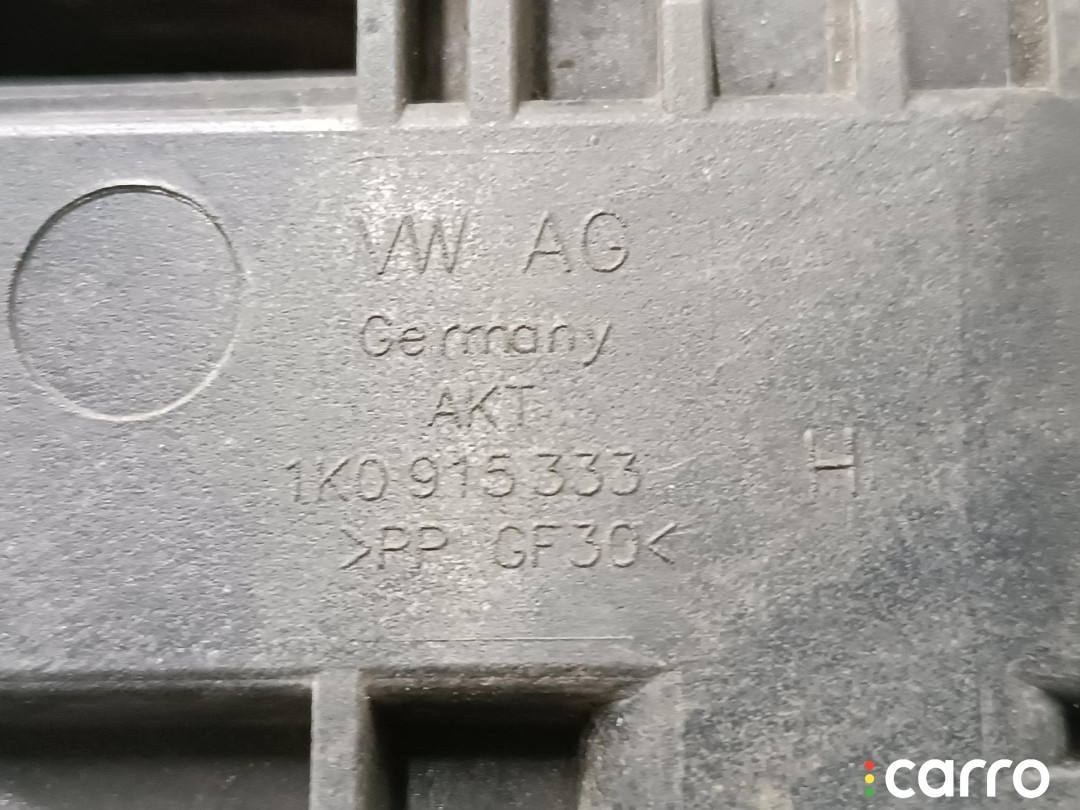 VW AG
Germany
AKT
1K0 915 333 H
>PP GF30<
carro